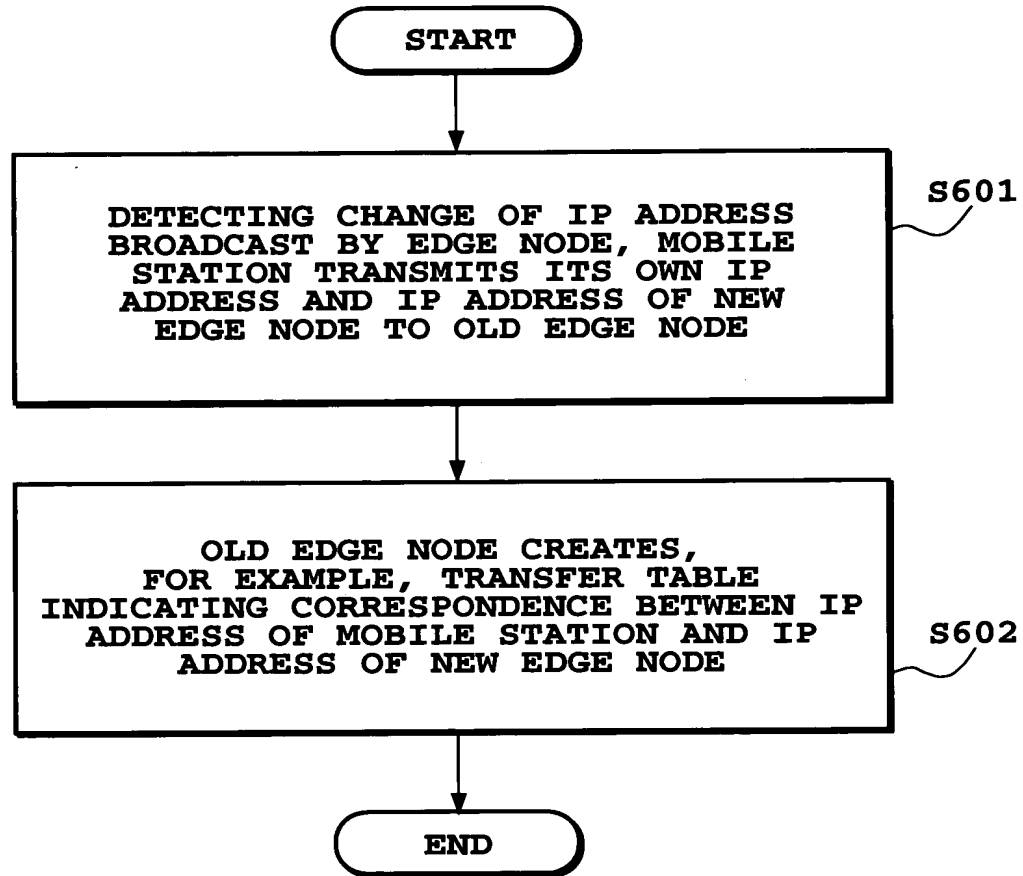 START
DETECTING CHANGE OF IP ADDRESS
BROADCAST BY EDGE NODE, MOBILE
STATION TRANSMITS ITS OWN IP
ADDRESS AND IP ADDRESS OF NEW
EDGE NODE TO OLD EDGE NODE
S601
OLD EDGE NODE CREATES,
FOR EXAMPLE, TRANSFER TABLE
INDICATING CORRESPONDENCE BETWEEN IP
ADDRESS OF MOBILE STATION AND IP
ADDRESS OF NEW EDGE NODE
S602
END